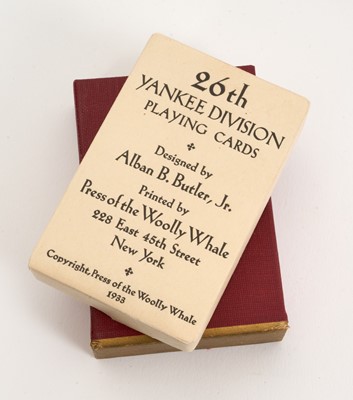 26th
YANKEE DIVISION
PLAYING CARDS
Designed by
Alban B. Butler, Jr.
Printed by
Press of the Woolly Whale
228 East 45th Street
New York
Copyright, Press of the Woolly Whale
1933